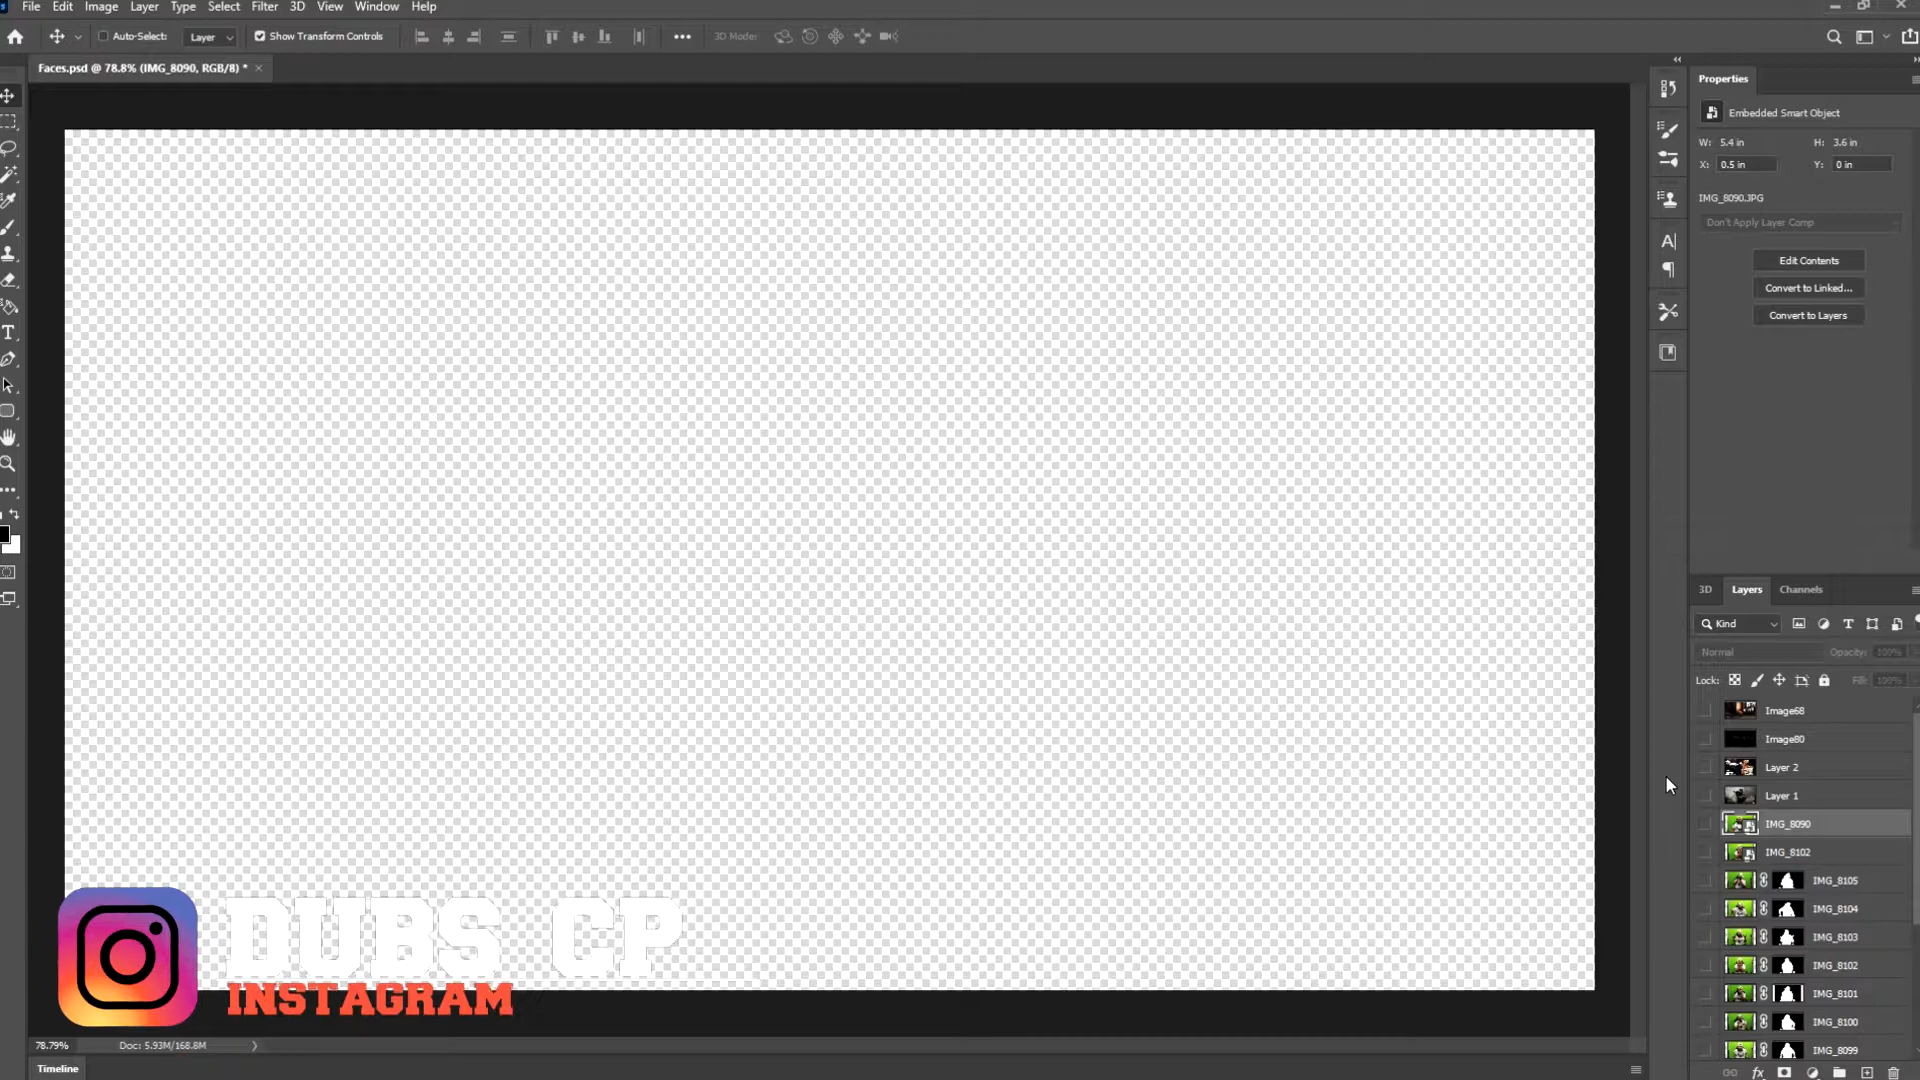 File Edit Image Layer Type Select Filter 3D View Window Help
Auto-Select: Layer Show Transform Controls 3D Mode:
Faces.psd @ 78.8% (IMG_8090, RGB/8) *
Properties
Embedded Smart Object
W: 5.4 in H: 3.6 in
X: 0.5 in Y: 0 in
IMG_8090.JPG
Don't Apply Layer Comp
Edit Contents
Convert to Linked...
Convert to Layers
3D Layers Channels
Kind
Normal Opacity: 100%
Lock: Fill: 100%
Image68
Image80
Layer 2
Layer 1
IMG_8090
IMG_8102
IMG_8105
IMG_8104
IMG_8103
IMG_8102
IMG_8101
IMG_8100
IMG_8099
DUBS CP
INSTAGRAM
78.79% Doc: 5.93M/168.8M
Timeline